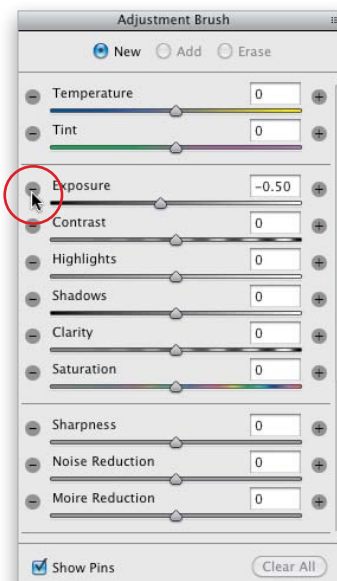 Adjustment Brush
New Add Erase
Temperature 0
Tint 0
Exposure -0.50
Contrast 0
Highlights 0
Shadows 0
Clarity 0
Saturation 0
Sharpness 0
Noise Reduction 0
Moire Reduction 0
Show Pins Clear All